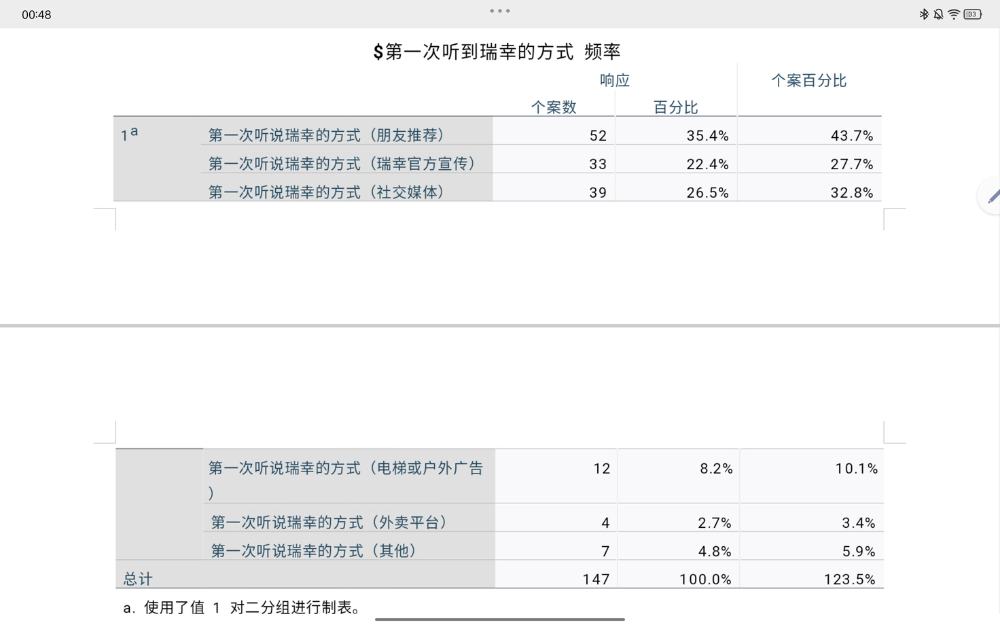 00:48
33
$第一次听到瑞幸的方式 频率
响应 个案百分比
个案数 百分比
1a 第一次听说瑞幸的方式（朋友推荐） 52 35.4% 43.7%
第一次听说瑞幸的方式（瑞幸官方宣传） 33 22.4% 27.7%
第一次听说瑞幸的方式（社交媒体） 39 26.5% 32.8%
第一次听说瑞幸的方式（电梯或户外广告 12 8.2% 10.1%
）
第一次听说瑞幸的方式（外卖平台） 4 2.7% 3.4%
第一次听说瑞幸的方式（其他） 7 4.8% 5.9%
总计 147 100.0% 123.5%
a. 使用了值 1 对二分组进行制表。